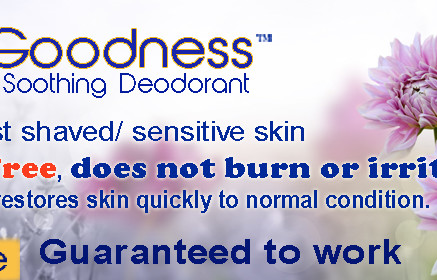 Goodness™
Soothing Deodorant
st shaved/ sensitive skin
free, does not burn or irrit
restores skin quickly to normal condition.
e Guaranteed to work